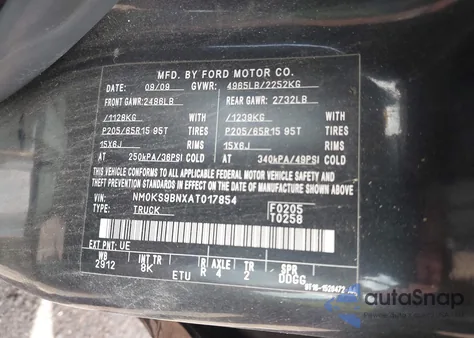 MFD. BY FORD MOTOR CO.
DATE: 08/09 GVWR: 4965LB/2252KG
FRONT GAWR: 2486LB REAR GAWR: 2732LB
/1128KG WITH /1239KG WITH
P205/65R15 95T TIRES P205/65R15 95T TIRES
15X6J RIMS 15X6J RIMS
AT 250kPA/36PSI COLD AT 340kPA/49PSI COLD
THIS VEHICLE CONFORMS TO ALL APPLICABLE FEDERAL MOTOR VEHICLE
SAFETY AND THEFT PREVENTION STANDARDS IN EFFECT ON THE DATE OF
MANUFACTURE SHOWN ABOVE.
VIN: NM0KS9BNXAT017854
TYPE: TRUCK F0205
T0258
EXT PNT: UE
WB INT TR TP/PS R AXLE TR SPR
2912 8K ETU 4 2 DDGG
autoSnap